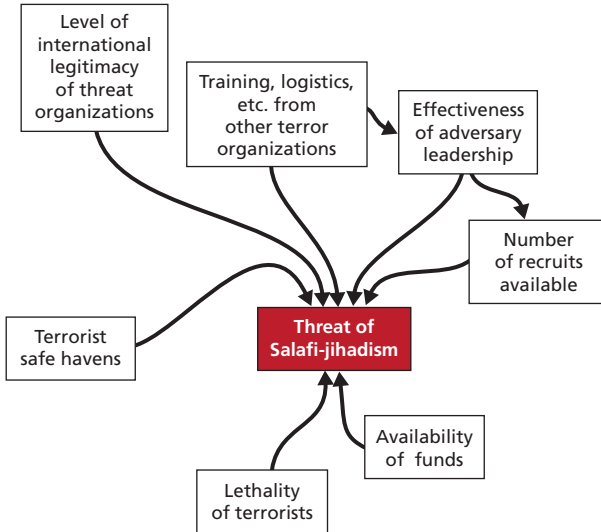 Level of
international
legitimacy
of threat
organizations
Training, logistics,
etc. from
other terror
organizations
Effectiveness
of adversary
leadership
Number
of recruits
available
Threat of
Salafi-jihadism
Terrorist
safe havens
Availability
of funds
Lethality
of terrorists